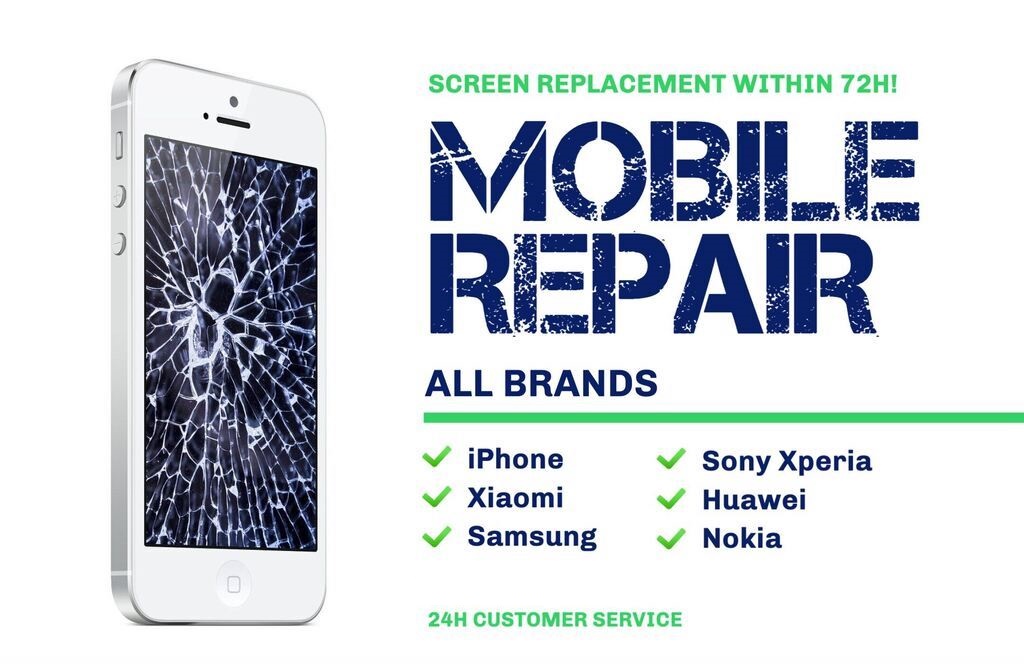 SCREEN REPLACEMENT WITHIN 72H!
MOBILE
REPAIR
ALL BRANDS
iPhone
Xiaomi
Samsung
Sony Xperia
Huawei
Nokia
24H CUSTOMER SERVICE